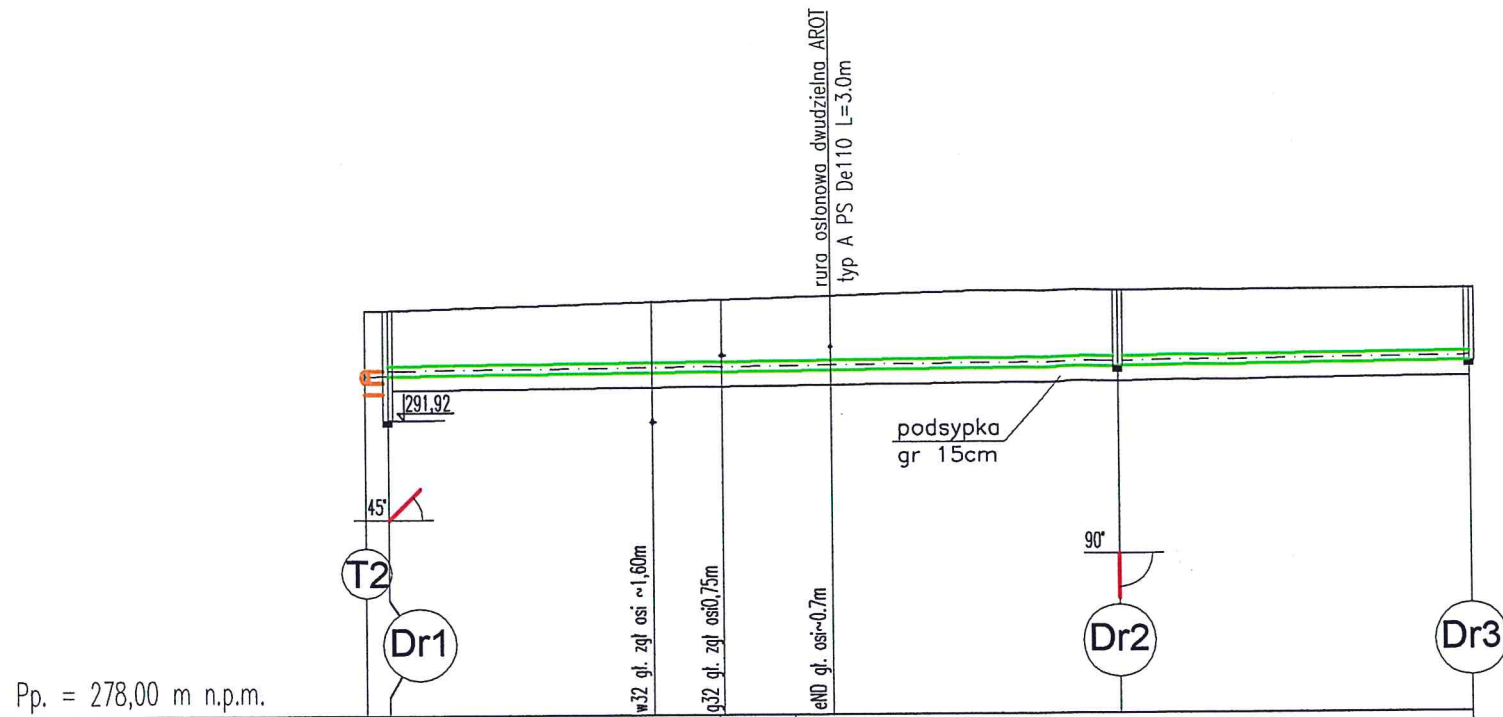 rura osłonowa dwudzielna AROT
typ A PS De110 L=3.0m
291,92
podsypka
gr 15cm
45°
90°
T2
Dr1
Dr2
Dr3
w32 gł. zgł osi ~1,60m
g32 gł. zgł osi0,75m
eND gł. osi~0.7m
Pp. = 278,00 m n.p.m.